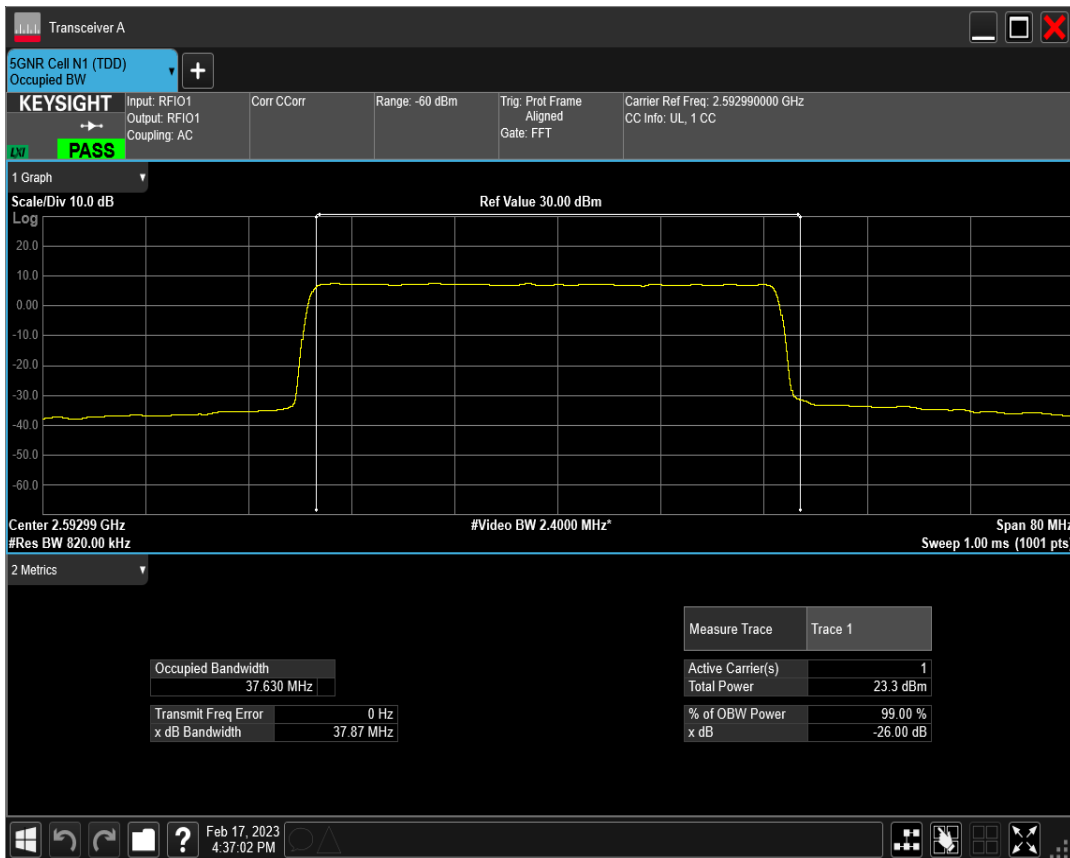 Transceiver A
5GNR Cell N1 (TDD)
Occupied BW
KEYSIGHT
LXI
PASS
Input: RFIO1
Output: RFIO1
Coupling: AC
Corr CCorr
Range: -60 dBm
Trig: Prot Frame
Aligned
Gate: FFT
Carrier Ref Freq: 2.592990000 GHz
CC Info: UL, 1 CC
1 Graph
Scale/Div 10.0 dB
Ref Value 30.00 dBm
Log
20.0
10.0
0.00
-10.0
-20.0
-30.0
-40.0
-50.0
-60.0
Center 2.59299 GHz
#Video BW 2.4000 MHz*
Span 80 MHz
#Res BW 820.00 kHz
Sweep 1.00 ms (1001 pts)
2 Metrics
Measure Trace Trace 1
Occupied Bandwidth
37.630 MHz
Active Carrier(s) 1
Total Power 23.3 dBm
Transmit Freq Error 0 Hz
x dB Bandwidth 37.87 MHz
% of OBW Power 99.00 %
x dB -26.00 dB
?
Feb 17, 2023
4:37:02 PM